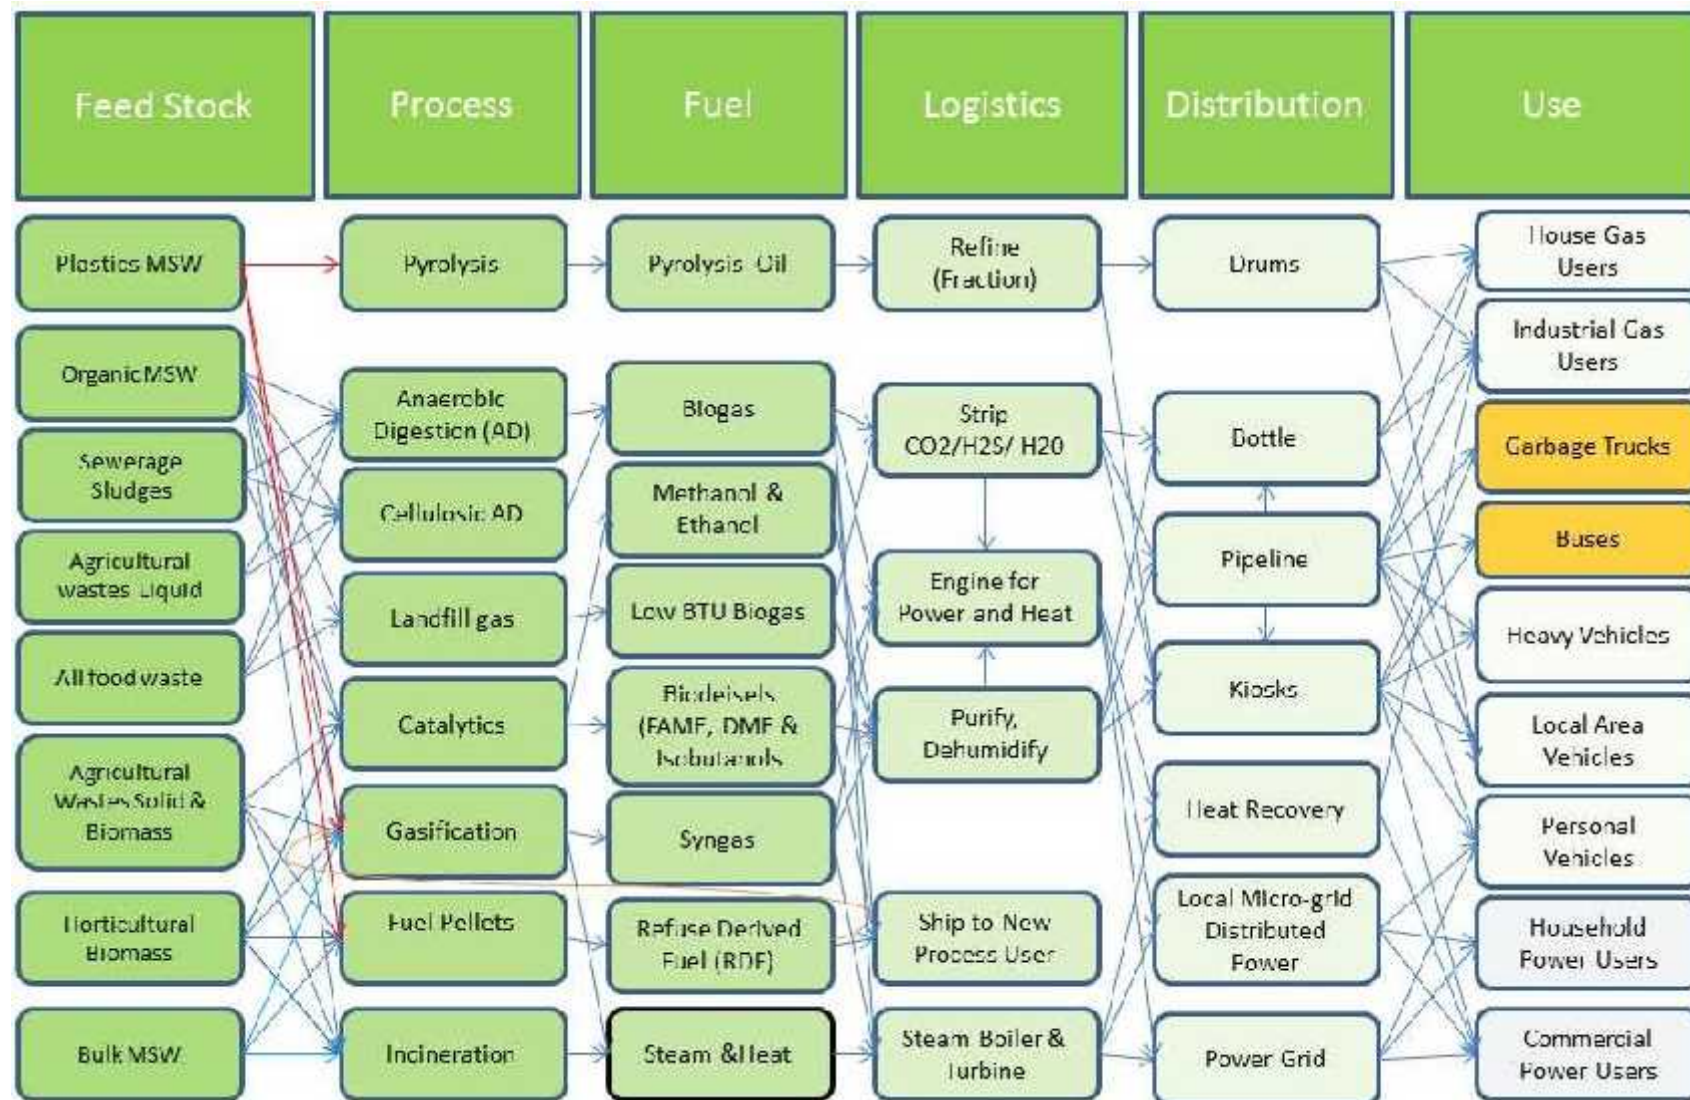 Feed Stock
Process
Fuel
Logistics
Distribution
Use
Plastics MSW
Pyrolysis
Pyrolysis Oil
Refine
(Fraction)
Drums
House Gas
Users
Organic MSW
Anaerobic
Digestion (AD)
Biogas
Strip
CO2/H2S/ H20
Bottle
Industrial Gas
Users
Sewerage
Sludges
Cellulosic AD
Methanol &
Ethanol
Engine for
Power and Heat
Pipeline
Garbage Trucks
Agricultural
wastes Liquid
Landfill gas
Low BTU Biogas
Purify,
Dehumidify
Kiosks
Buses
All food waste
Catalytics
Biodeisels
(FAME, DME &
Isobutanols
Heat Recovery
Heavy Vehicles
Agricultural
Wastes Solid &
Biomass
Gasification
Syngas
Ship to New
Process User
Local Micro-grid
Distributed
Power
Local Area
Vehicles
Horticultural
Biomass
Fuel Pellets
Refuse Derived
Fuel (RDF)
Steam Boiler &
Turbine
Power Grid
Personal
Vehicles
Bulk MSW
Incineration
Steam &Heat
Household
Power Users
Commercial
Power Users